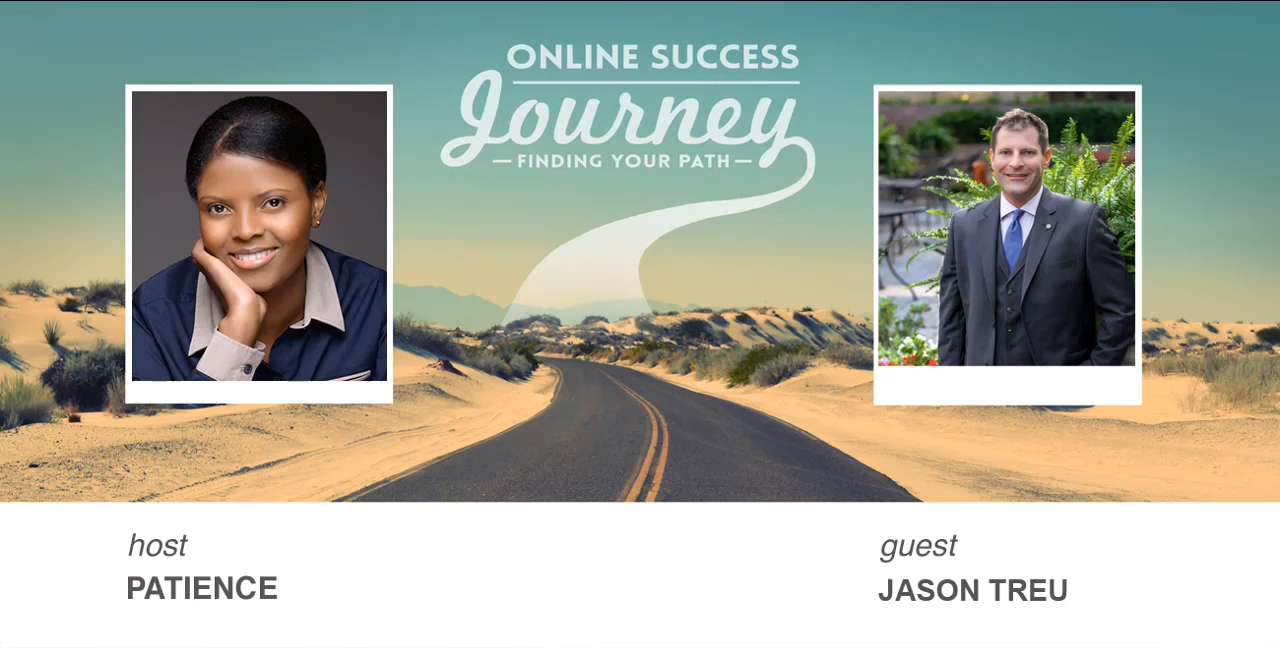 ONLINE SUCCESS
Journey
— FINDING YOUR PATH —
host
PATIENCE
guest
JASON TREU